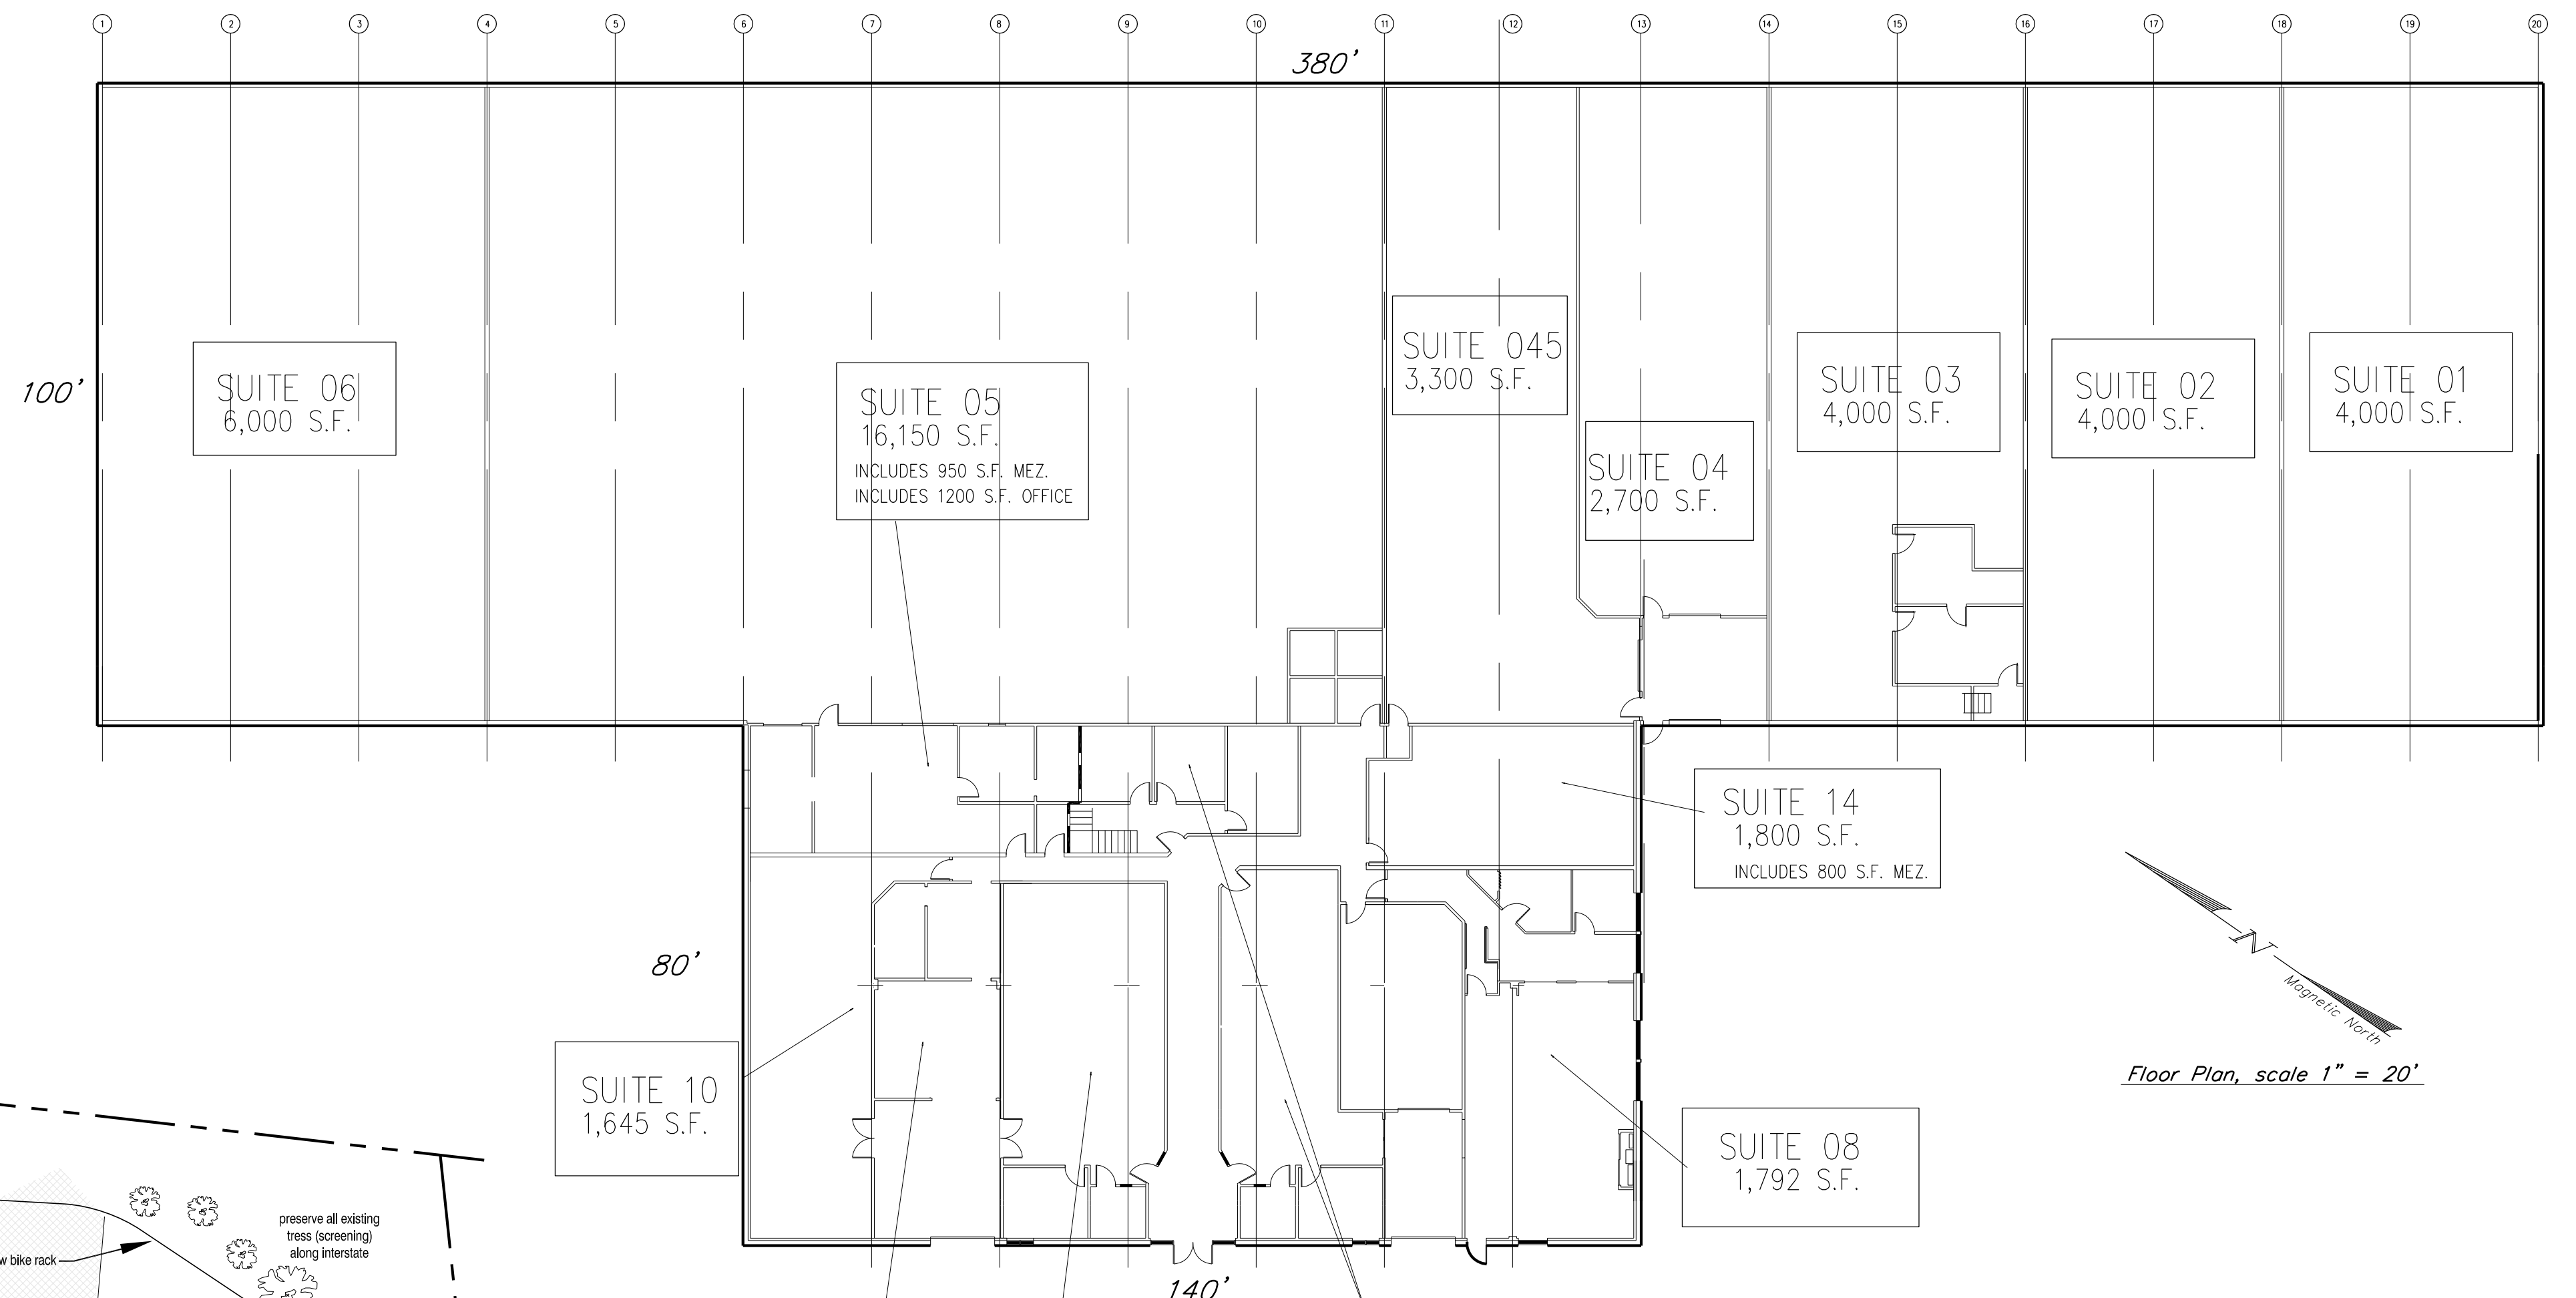 1 2 3 4 5 6 7 8 9 10 11 12 13 14 15 16 17 18 19 20
380'
100'
SUITE 06
6,000 S.F.
SUITE 05
16,150 S.F.
INCLUDES 950 S.F. MEZ.
INCLUDES 1200 S.F. OFFICE
SUITE 045
3,300 S.F.
SUITE 04
2,700 S.F.
SUITE 03
4,000 S.F.
SUITE 02
4,000 S.F.
SUITE 01
4,000 S.F.
SUITE 14
1,800 S.F.
INCLUDES 800 S.F. MEZ.
80'
N
Magnetic North
Floor Plan, scale 1" = 20'
SUITE 10
1,645 S.F.
SUITE 08
1,792 S.F.
140'
preserve all existing
tress (screening)
along interstate
w bike rack